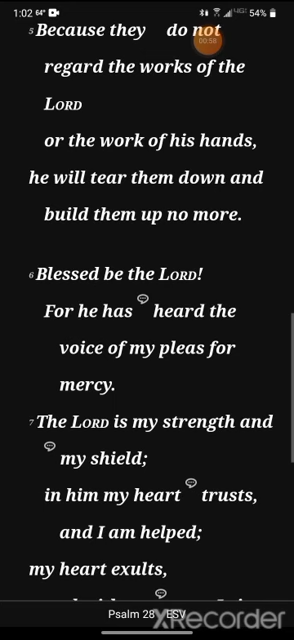 1:02 64° 54%
00:58
5 Because they do not
regard the works of the
LORD
or the work of his hands,
he will tear them down and
build them up no more.
6 Blessed be the LORD!
For he has heard the
voice of my pleas for
mercy.
7 The LORD is my strength and
my shield;
in him my heart trusts,
and I am helped;
my heart exults,
Psalm 28 ESV
XRecorder